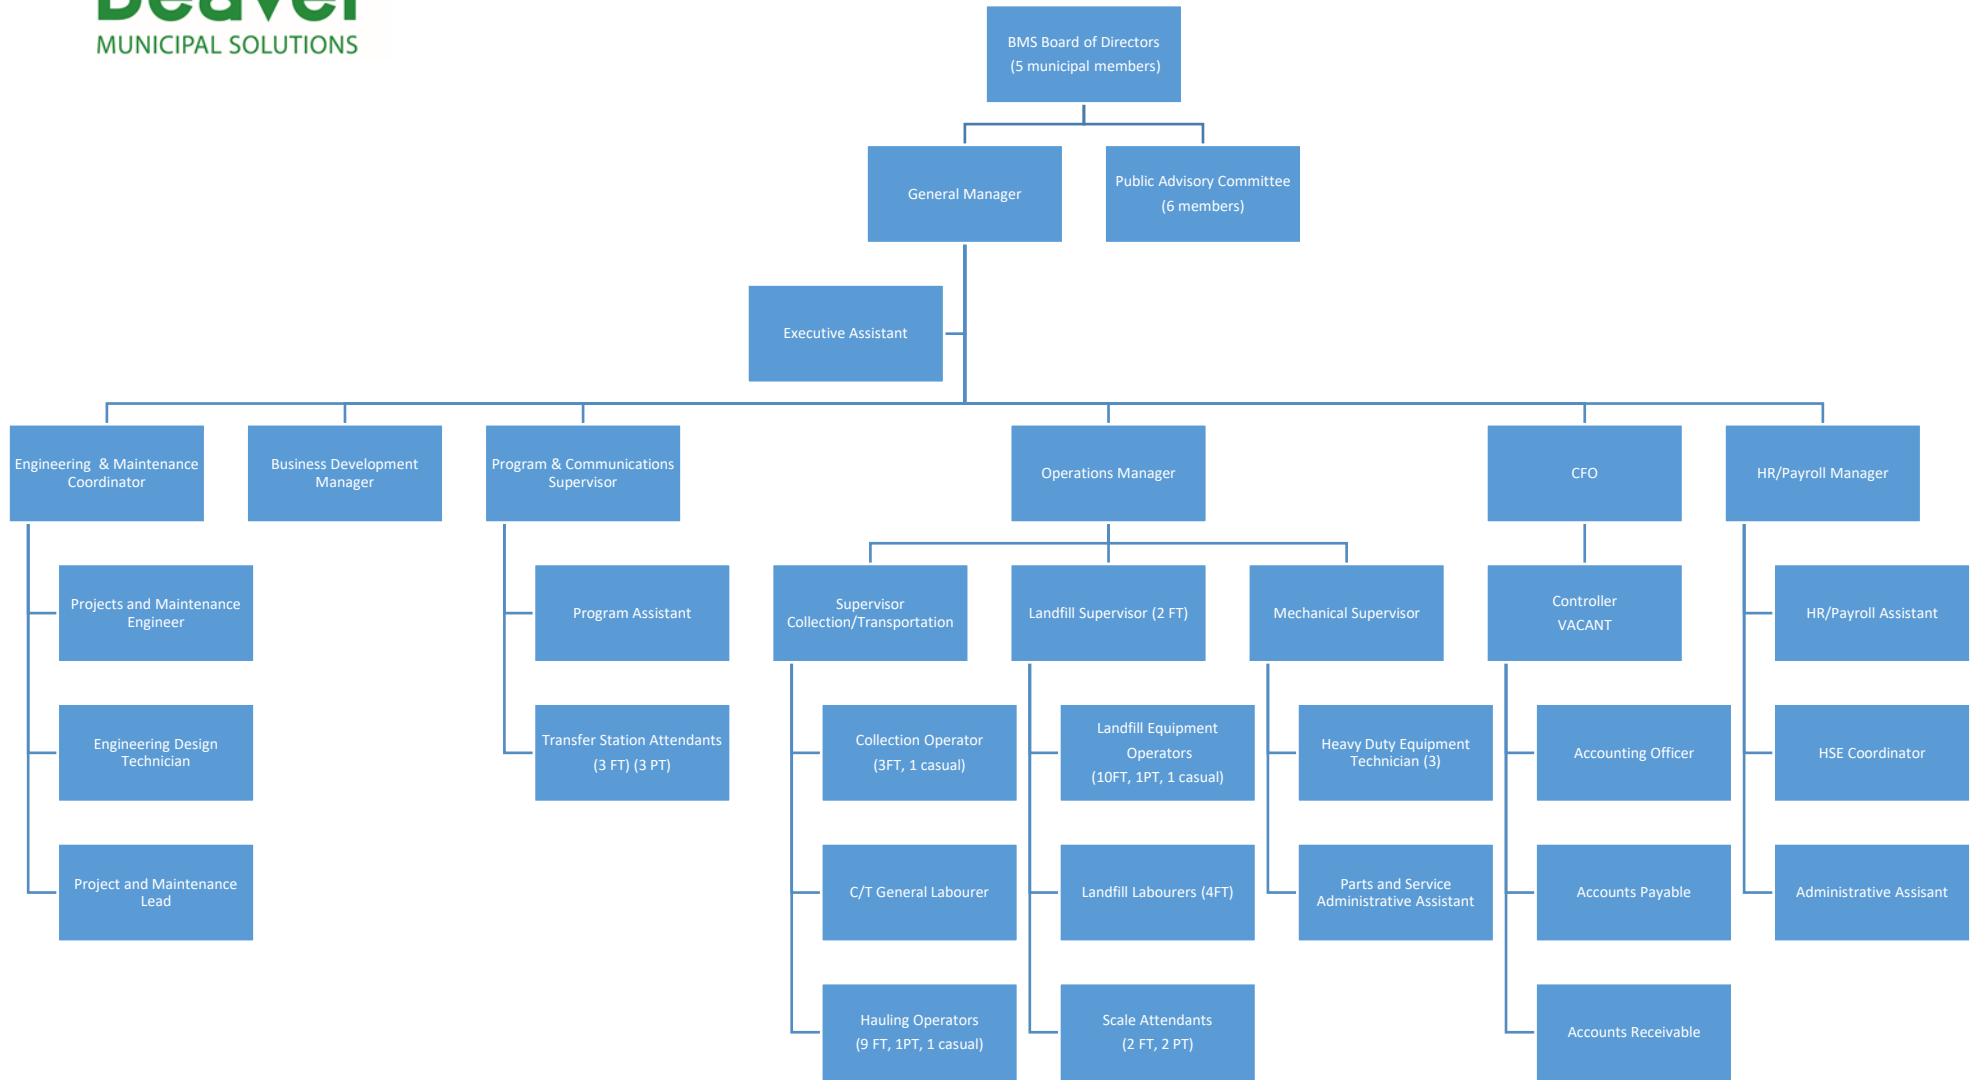 Beaver
MUNICIPAL SOLUTIONS
BMS Board of Directors
(5 municipal members)
General Manager
Public Advisory Committee
(6 members)
Executive Assistant
Engineering & Maintenance
Coordinator
Business Development
Manager
Program & Communications
Supervisor
Operations Manager
CFO
HR/Payroll Manager
Projects and Maintenance
Engineer
Program Assistant
Supervisor
Collection/Transportation
Landfill Supervisor (2 FT)
Mechanical Supervisor
Controller
VACANT
HR/Payroll Assistant
Engineering Design
Technician
Transfer Station Attendants
(3 FT) (3 PT)
Collection Operator
(3FT, 1 casual)
Landfill Equipment
Operators
(10FT, 1PT, 1 casual)
Heavy Duty Equipment
Technician (3)
Accounting Officer
HSE Coordinator
Project and Maintenance
Lead
C/T General Labourer
Landfill Labourers (4FT)
Parts and Service
Administrative Assistant
Accounts Payable
Administrative Assisant
Hauling Operators
(9 FT, 1PT, 1 casual)
Scale Attendants
(2 FT, 2 PT)
Accounts Receivable